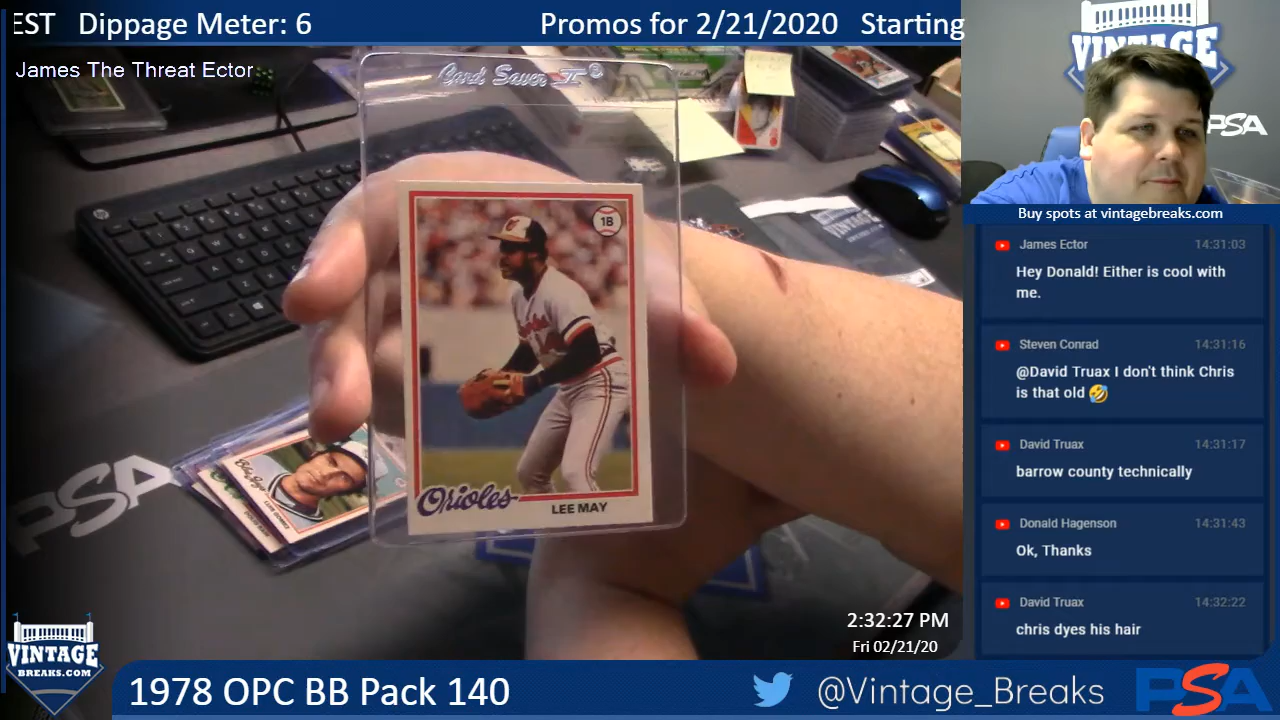 EST Dippage Meter: 6 Promos for 2/21/2020 Starting
James The Threat Ector
Card Saver II®
1B
Orioles
LEE MAY
Blue Jays
hp
PSA
VINTAGE
BREAKS.COM
1978 OPC BB Pack 140
2:32:27 PM
Fri 02/21/20
@Vintage_Breaks
PSA
VINTAGE
PSA
Buy spots at vintagebreaks.com
James Ector 14:31:03
Hey Donald! Either is cool with
me.
Steven Conrad 14:31:16
@David Truax I don't think Chris
is that old 🤣
David Truax 14:31:17
barrow county technically
Donald Hagenson 14:31:43
Ok, Thanks
David Truax 14:32:22
chris dyes his hair